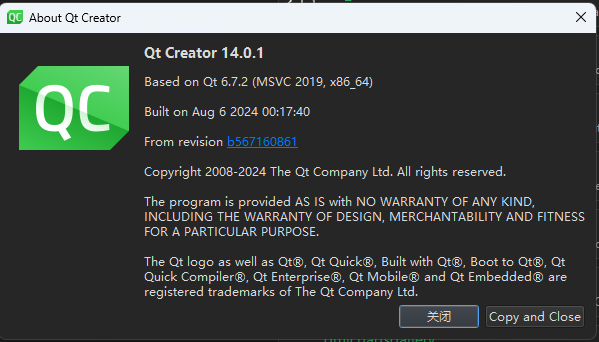 About Qt Creator
QC
Qt Creator 14.0.1
Based on Qt 6.7.2 (MSVC 2019, x86_64)
Built on Aug 6 2024 00:17:40
From revision b567160861
Copyright 2008-2024 The Qt Company Ltd. All rights reserved.
The program is provided AS IS with NO WARRANTY OF ANY KIND,
INCLUDING THE WARRANTY OF DESIGN, MERCHANTABILITY AND FITNESS
FOR A PARTICULAR PURPOSE.
The Qt logo as well as Qt®, Qt Quick®, Built with Qt®, Boot to Qt®, Qt
Quick Compiler®, Qt Enterprise®, Qt Mobile® and Qt Embedded® are
registered trademarks of The Qt Company Ltd.
关闭 Copy and Close